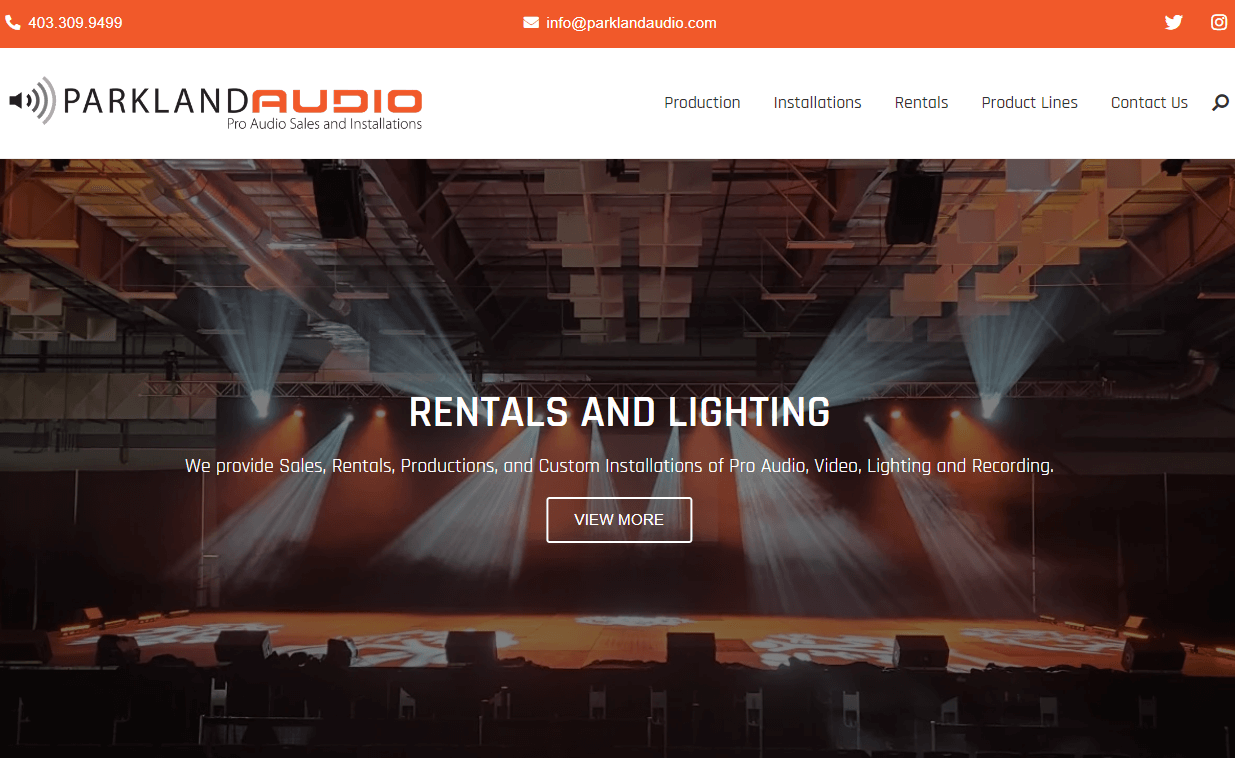 403.309.9499
info@parklandaudio.com
PARKLANDAUDIO
Pro Audio Sales and Installations
Production
Installations
Rentals
Product Lines
Contact Us
RENTALS AND LIGHTING
We provide Sales, Rentals, Productions, and Custom Installations of Pro Audio, Video, Lighting and Recording.
VIEW MORE